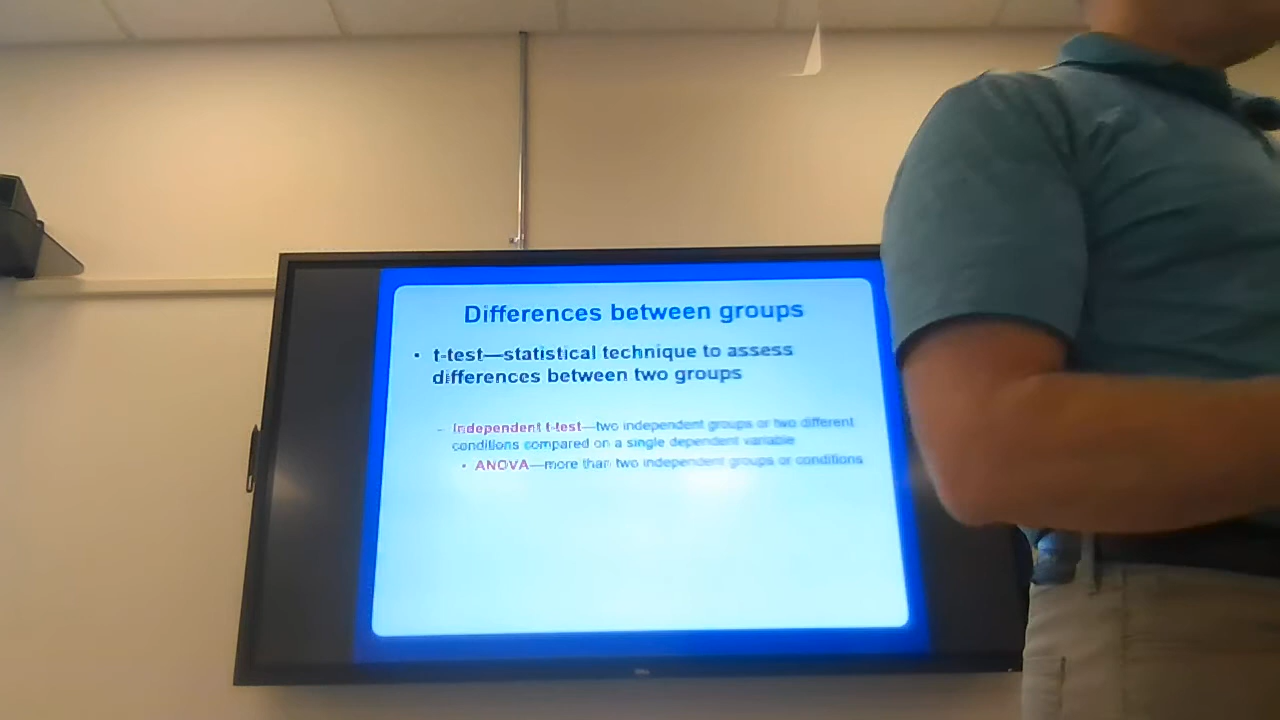 Differences between groups
• t-test—statistical technique to assess
differences between two groups
– Independent t-test—two independent groups or two different
conditions compared on a single dependent variable
• ANOVA—more than two independent groups or conditions